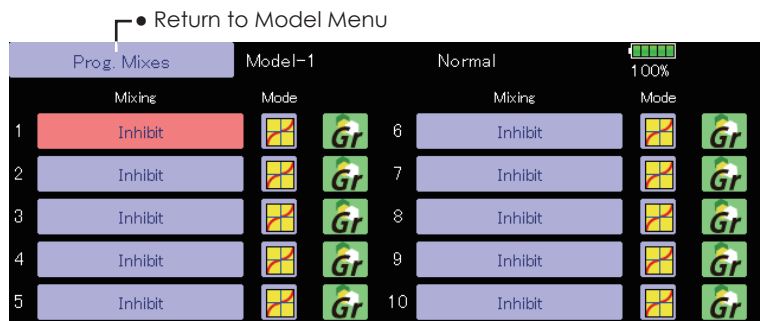 ● Return to Model Menu
Prog. Mixes Model-1 Normal 100%
Mixing Mode Mixing Mode
1 Inhibit Gr 6 Inhibit Gr
2 Inhibit Gr 7 Inhibit Gr
3 Inhibit Gr 8 Inhibit Gr
4 Inhibit Gr 9 Inhibit Gr
5 Inhibit Gr 10 Inhibit Gr